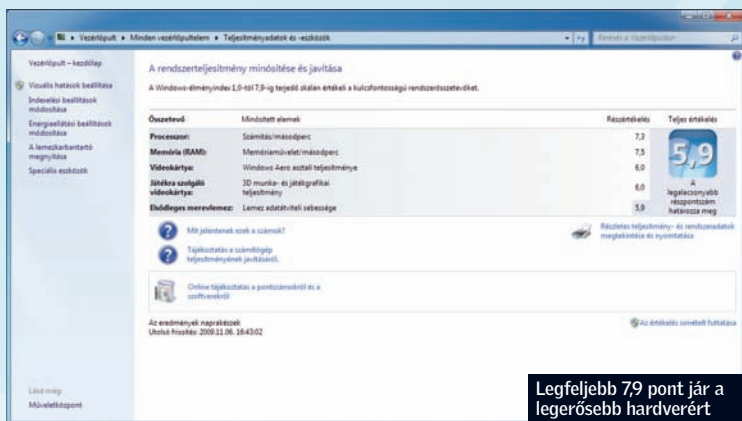 Vezérlőpult ▸ Minden vezérlőpultelem ▸ Teljesítményadatok és -eszközök
Keresés a vezérlőpulton
Vezérlőpult – kezdőlap
Vizuális hatások beállítása
Indexelési beállítások
módosítása
Energiaellátási beállítások
módosítása
A lemezkarbantartó
megnyitása
Speciális eszközök
A rendszerteljesítmény minősítése és javítása
A Windows-élményindex 1,0-tól 7,9-ig terjedő skálán értékeli a kulcsfontosságú rendszerösszetevőket.
Összetevő Minősített elemek Részértékelés Teljes értékelés
Processzor: Számítás/másodperc 7,3
Memória (RAM): Memóriaművelet/másodperc 7,5
Videokártya: Windows Aero asztali teljesítménye 6,0
Játékra szolgáló
videokártya:
3D munka- és játékgrafikai
teljesítmény
6,0
Elsődleges merevlemez: Lemez adatátviteli sebessége 5,9
5,9
A
legalacsonyabb
részpontszám
határozza meg
Mit jelentenek ezek a számok?
Tájékoztatás a
számítógép
teljesítményének javításáról.
Részletes teljesítmény- és rendszeradatok
megtekintése és nyomtatása
Online tájékoztatás a pontszámokról és a
szoftverekről
Az eredmények naprakészek
Utolsó frissítés: 2009.11.06. 16:43:02
Az értékelés ismételt futtatása
Lásd még:
Műveletközpont
Legfeljebb 7,9 pont jár a
legerősebb hardverért